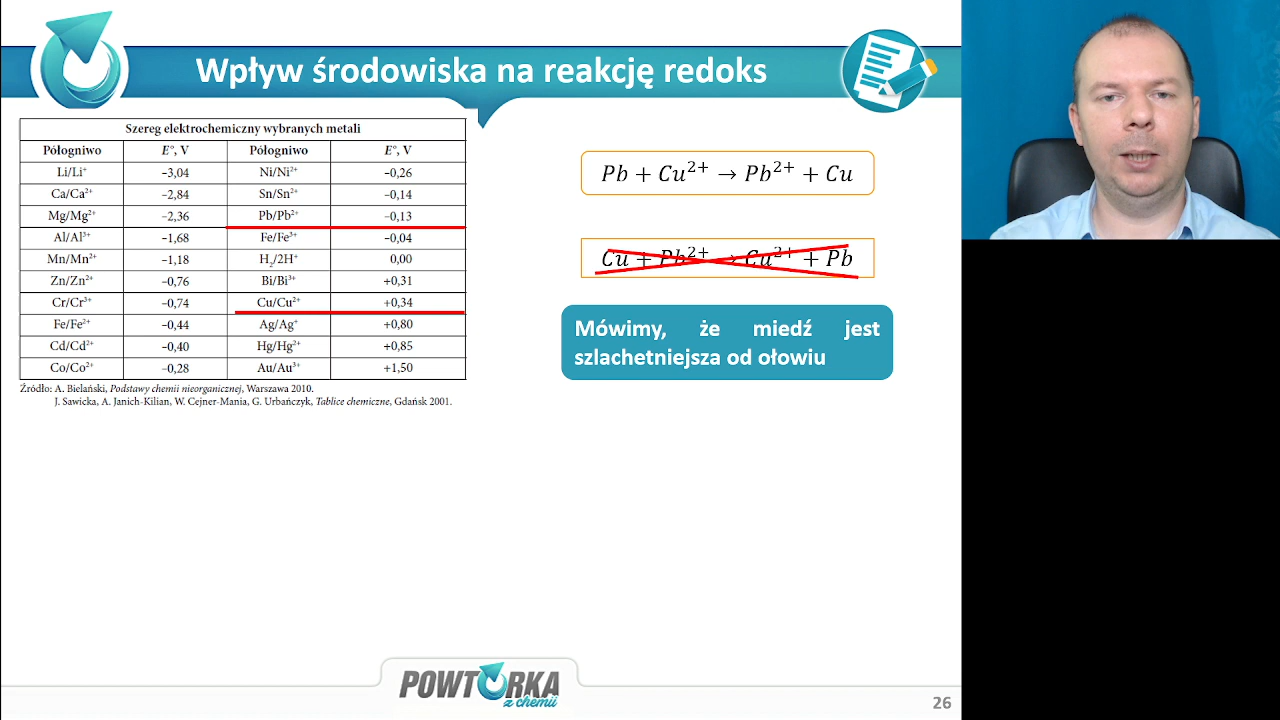 Wpływ środowiska na reakcję redoks
Szereg elektrochemiczny wybranych metali
Półogniwo E°, V Półogniwo E°, V
Li/Li⁺ –3,04 Ni/Ni²⁺ –0,26
Ca/Ca²⁺ –2,84 Sn/Sn²⁺ –0,14
Mg/Mg²⁺ –2,36 Pb/Pb²⁺ –0,13
Al/Al³⁺ –1,68 Fe/Fe³⁺ –0,04
Mn/Mn²⁺ –1,18 H₂/2H⁺ 0,00
Zn/Zn²⁺ –0,76 Bi/Bi³⁺ +0,31
Cr/Cr³⁺ –0,74 Cu/Cu²⁺ +0,34
Fe/Fe²⁺ –0,44 Ag/Ag⁺ +0,80
Cd/Cd²⁺ –0,40 Hg/Hg²⁺ +0,85
Co/Co²⁺ –0,28 Au/Au³⁺ +1,50
Źródło: A. Bielański, Podstawy chemii nieorganicznej, Warszawa 2010.
J. Sawicka, A. Janich-Kilian, W. Cejner-Mania, G. Urbańczyk, Tablice chemiczne, Gdańsk 2001.
Pb + Cu²⁺ → Pb²⁺ + Cu
Cu + Pb²⁺ → Cu²⁺ + Pb
Mówimy, że miedź jest
szlachetniejsza od ołowiu
POWTÓRKA
z chemii
26